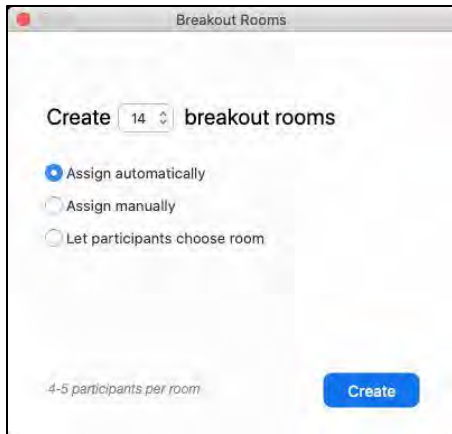 Breakout Rooms
Create 14 breakout rooms
Assign automatically
Assign manually
Let participants choose room
4-5 participants per room
Create